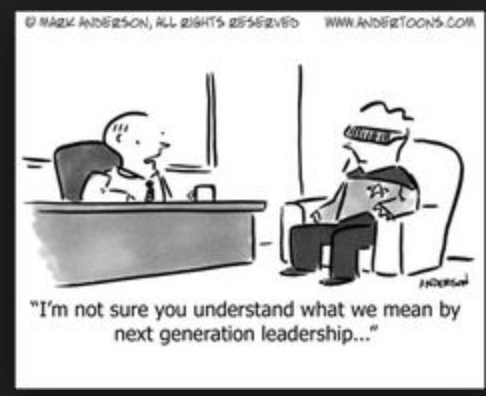 © MARK ANDERSON, ALL RIGHTS RESERVED WWW.ANDERTOONS.COM
ANDERSON
"I'm not sure you understand what we mean by
next generation leadership..."